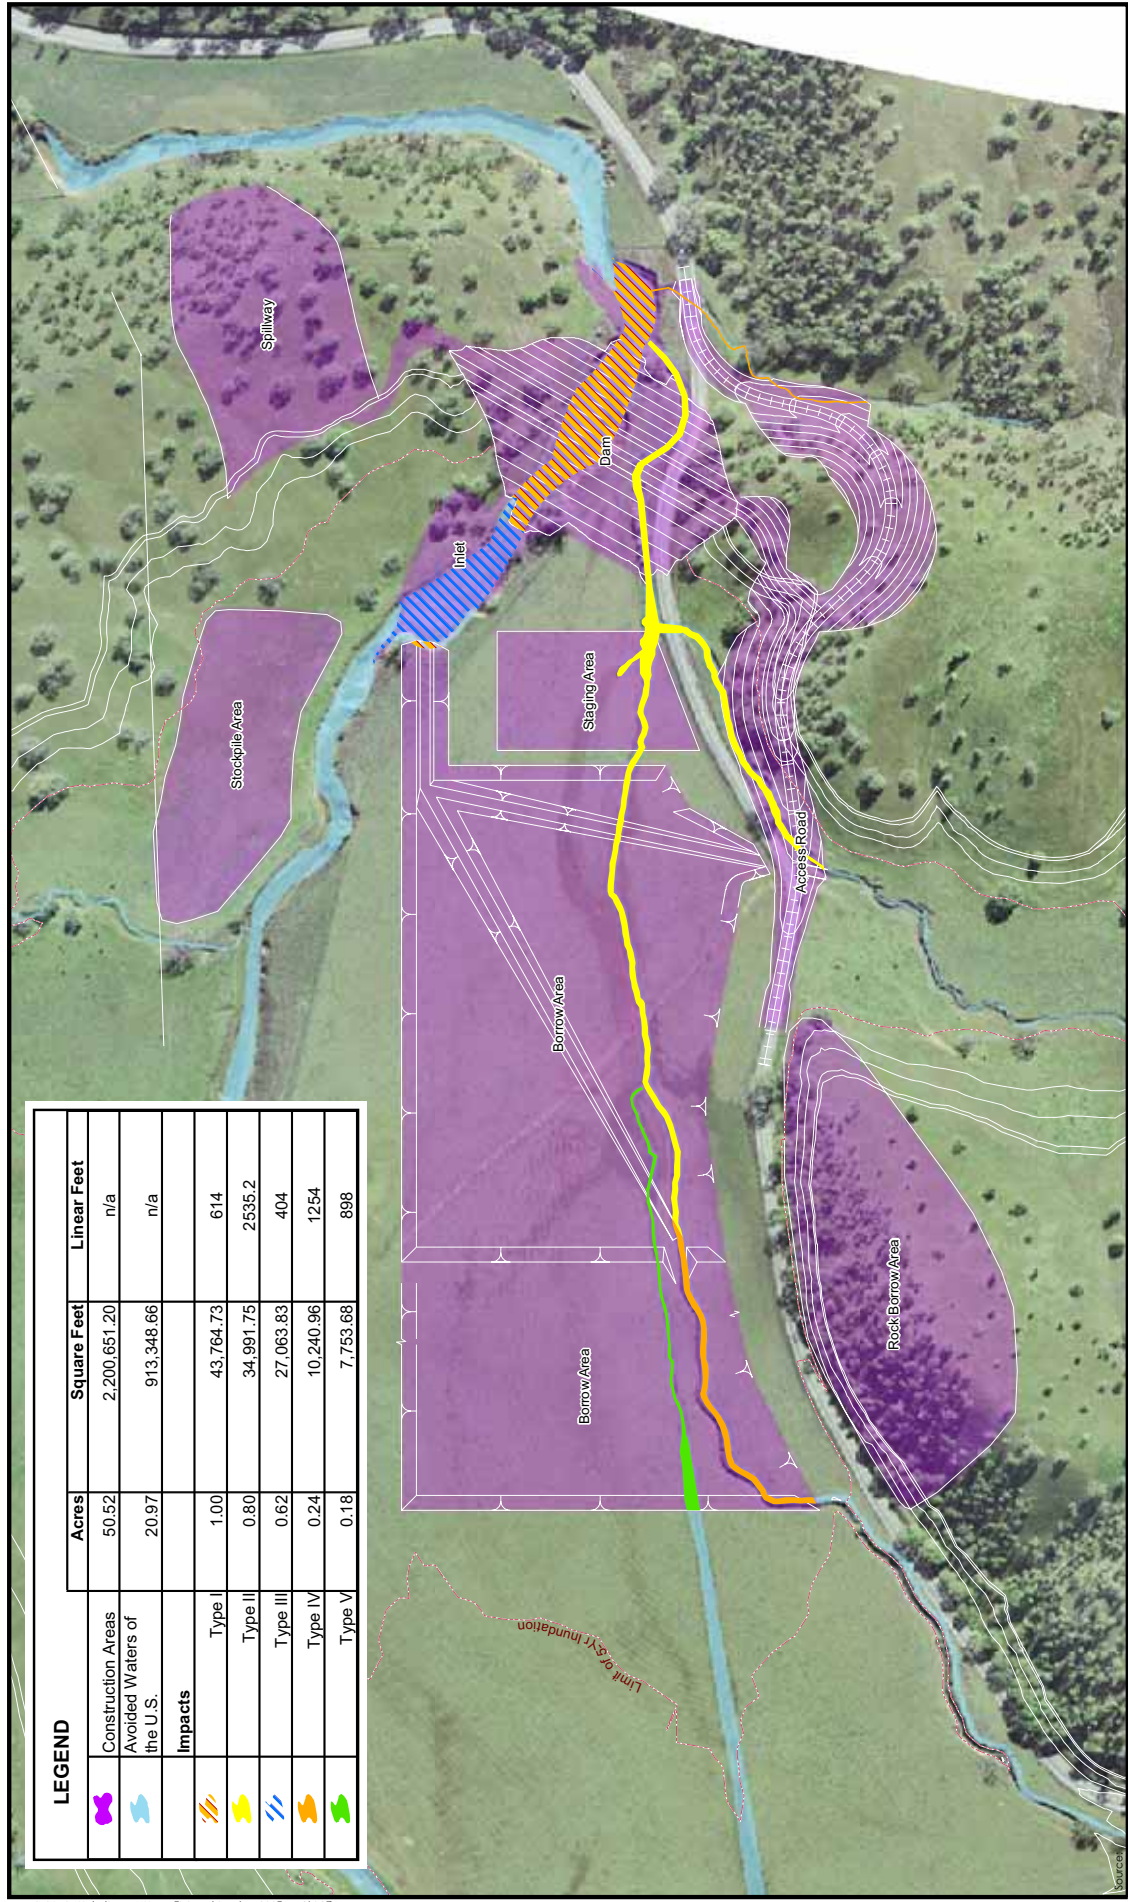 LEGEND
Acres Square Feet Linear Feet
Construction Areas 50.52 2,200,651.20 n/a
Avoided Waters of
the U.S. 20.97 913,348.66 n/a
Impacts
Type I 1.00 43,764.73 614
Type II 0.80 34,991.75 2535.2
Type III 0.62 27,063.83 404
Type IV 0.24 10,240.96 1254
Type V 0.18 7,753.68 898
Spillway
Stockpile Area
Inlet
Dam
Staging Area
Borrow Area
Access Road
Borrow Area
Rock Borrow Area
Limit of 5-yr Inundation
Source: